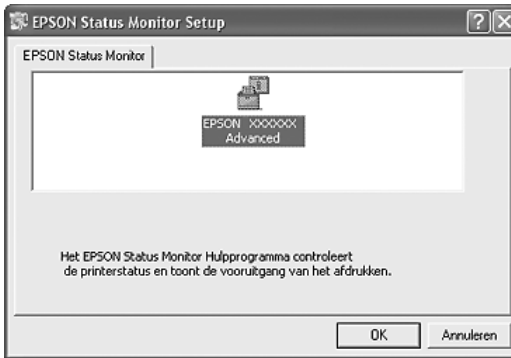 EPSON Status Monitor Setup
EPSON Status Monitor
EPSON XXXXXX
Advanced
Het EPSON Status Monitor Hulpprogramma controleert
de printerstatus en toont de vooruitgang van het afdrukken.
OK
Annuleren